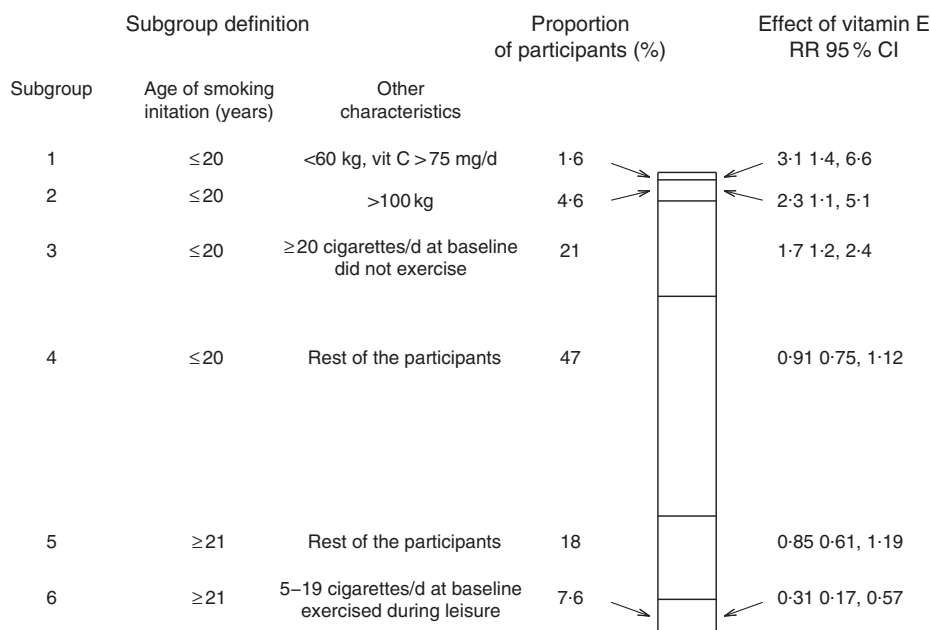 Subgroup definition Proportion of participants (%) Effect of vitamin E RR 95 % CI
Subgroup Age of smoking initation (years) Other characteristics
1 ≤20 <60 kg, vit C >75 mg/d 1·6 3·1 1·4, 6·6
2 ≤20 >100 kg 4·6 2·3 1·1, 5·1
3 ≤20 ≥20 cigarettes/d at baseline did not exercise 21 1·7 1·2, 2·4
4 ≤20 Rest of the participants 47 0·91 0·75, 1·12
5 ≥21 Rest of the participants 18 0·85 0·61, 1·19
6 ≥21 5–19 cigarettes/d at baseline exercised during leisure 7·6 0·31 0·17, 0·57